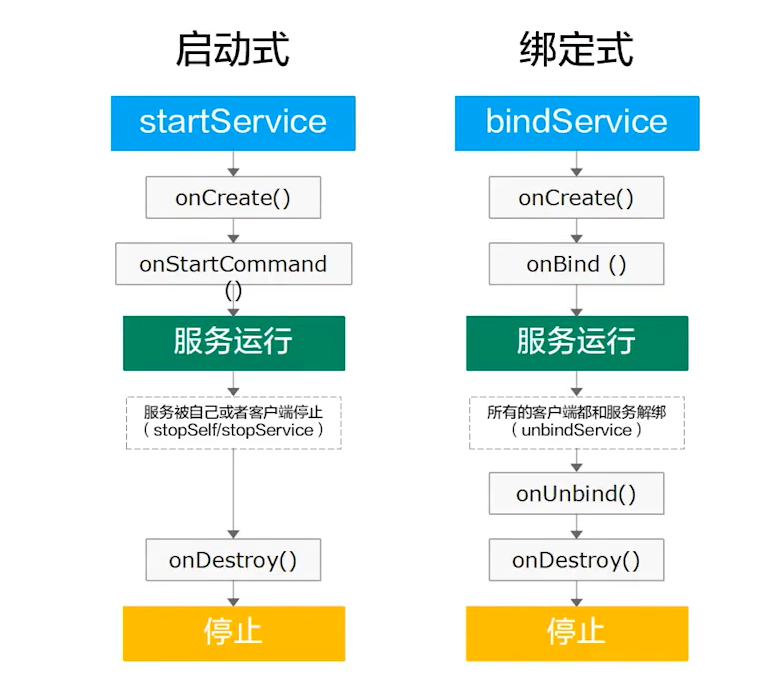 启动式
startService
onCreate()
onStartCommand
()
服务运行
服务被自己或者客户端停止
（stopSelf/stopService）
onDestroy()
停止
绑定式
bindService
onCreate()
onBind ()
服务运行
所有的客户端都和服务解绑
（unbindService）
onUnbind()
onDestroy()
停止